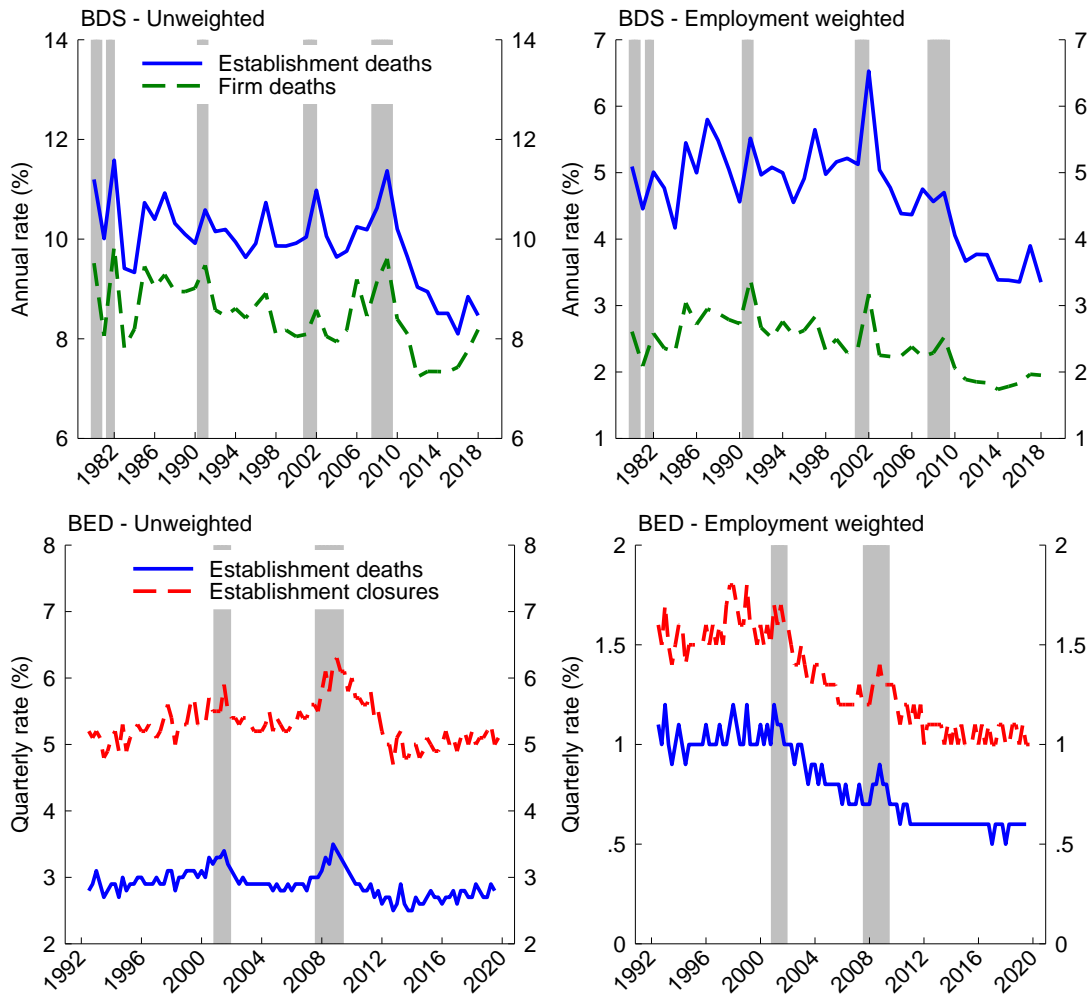 BDS - Unweighted
Establishment deaths
Firm deaths
Annual rate (%)
14 12 10 8 6
14 12 10 8 6
1982 1986 1990 1994 1998 2002 2006 2010 2014 2018
BDS - Employment weighted
Annual rate (%)
7 6 5 4 3 2 1
7 6 5 4 3 2 1
1982 1986 1990 1994 1998 2002 2006 2010 2014 2018
BED - Unweighted
Establishment deaths
Establishment closures
Quarterly rate (%)
8 7 6 5 4 3 2
8 7 6 5 4 3 2
1992 1996 2000 2004 2008 2012 2016 2020
BED - Employment weighted
Quarterly rate (%)
2 1.5 1 .5 0
2 1.5 1 .5 0
1992 1996 2000 2004 2008 2012 2016 2020